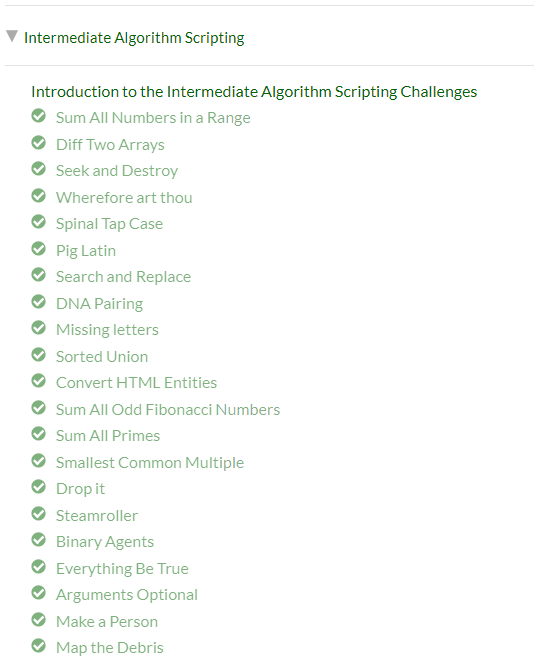 Intermediate Algorithm Scripting
Introduction to the Intermediate Algorithm Scripting Challenges
Sum All Numbers in a Range
Diff Two Arrays
Seek and Destroy
Wherefore art thou
Spinal Tap Case
Pig Latin
Search and Replace
DNA Pairing
Missing letters
Sorted Union
Convert HTML Entities
Sum All Odd Fibonacci Numbers
Sum All Primes
Smallest Common Multiple
Drop it
Steamroller
Binary Agents
Everything Be True
Arguments Optional
Make a Person
Map the Debris